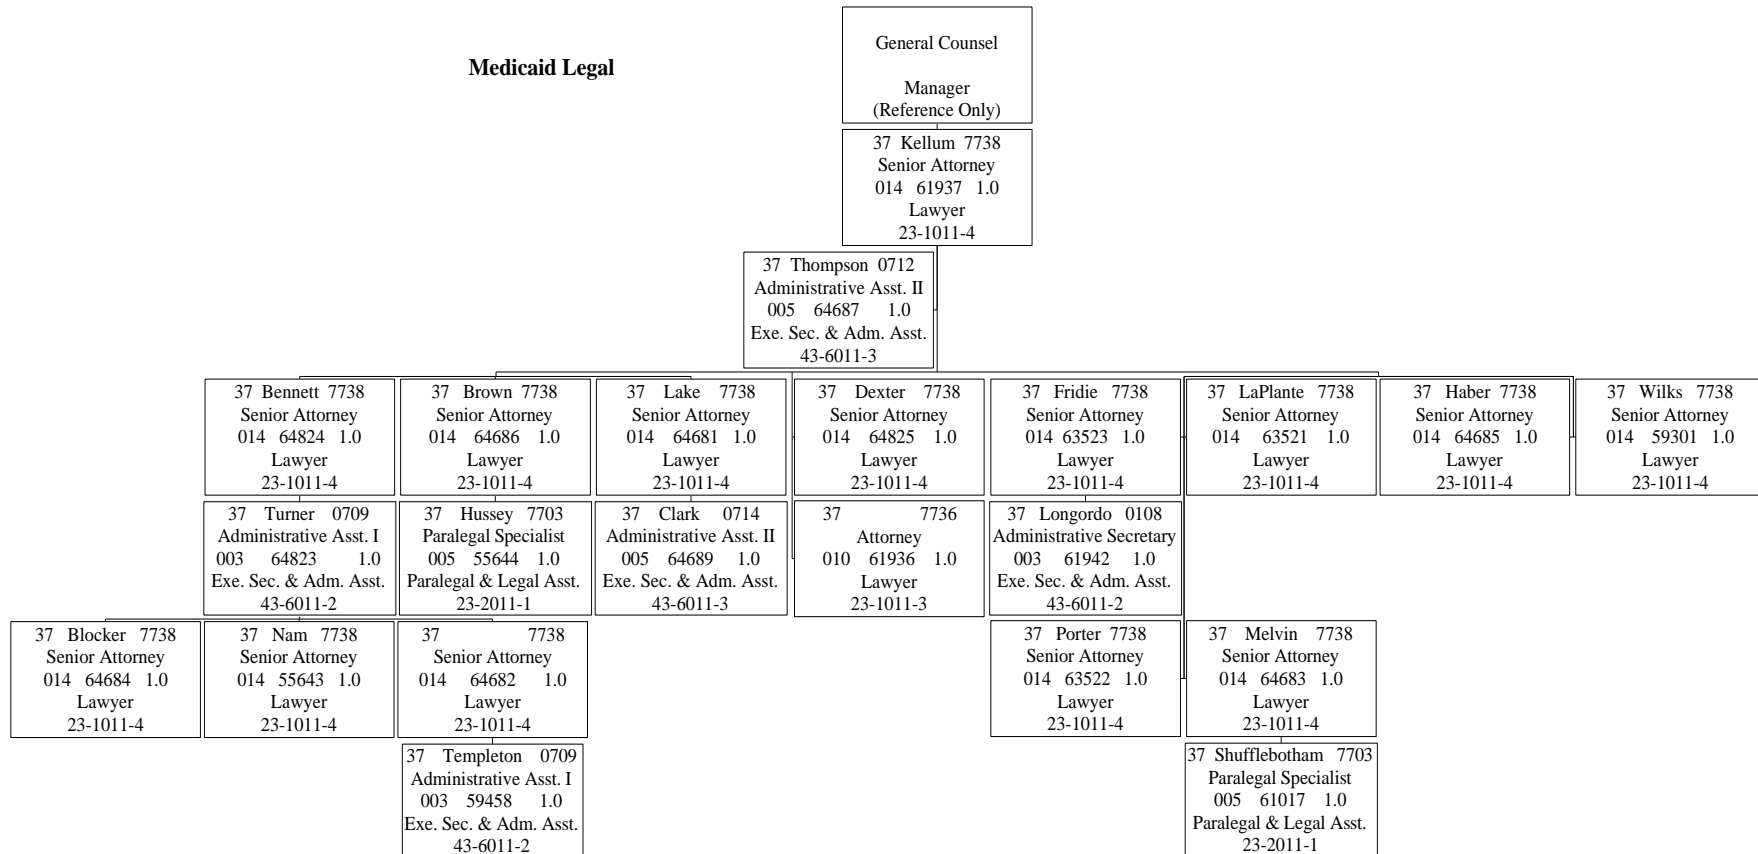 Medicaid Legal
General Counsel
Manager
(Reference Only)
37 Kellum 7738
Senior Attorney
014 61937 1.0
Lawyer
23-1011-4
37 Thompson 0712
Administrative Asst. II
005 64687 1.0
Exe. Sec. & Adm. Asst.
43-6011-3
37 Bennett 7738
Senior Attorney
014 64824 1.0
Lawyer
23-1011-4
37 Brown 7738
Senior Attorney
014 64686 1.0
Lawyer
23-1011-4
37 Lake 7738
Senior Attorney
014 64681 1.0
Lawyer
23-1011-4
37 Dexter 7738
Senior Attorney
014 64825 1.0
Lawyer
23-1011-4
37 Fridie 7738
Senior Attorney
014 63523 1.0
Lawyer
23-1011-4
37 LaPlante 7738
Senior Attorney
014 63521 1.0
Lawyer
23-1011-4
37 Haber 7738
Senior Attorney
014 64685 1.0
Lawyer
23-1011-4
37 Wilks 7738
Senior Attorney
014 59301 1.0
Lawyer
23-1011-4
37 Turner 0709
Administrative Asst. I
003 64823 1.0
Exe. Sec. & Adm. Asst.
43-6011-2
37 Hussey 7703
Paralegal Specialist
005 55644 1.0
Paralegal & Legal Asst.
23-2011-1
37 Clark 0714
Administrative Asst. II
005 64689 1.0
Exe. Sec. & Adm. Asst.
43-6011-3
37 7736
Attorney
010 61936 1.0
Lawyer
23-1011-3
37 Longordo 0108
Administrative Secretary
003 61942 1.0
Exe. Sec. & Adm. Asst.
43-6011-2
37 Blocker 7738
Senior Attorney
014 64684 1.0
Lawyer
23-1011-4
37 Nam 7738
Senior Attorney
014 55643 1.0
Lawyer
23-1011-4
37 7738
Senior Attorney
014 64682 1.0
Lawyer
23-1011-4
37 Porter 7738
Senior Attorney
014 63522 1.0
Lawyer
23-1011-4
37 Melvin 7738
Senior Attorney
014 64683 1.0
Lawyer
23-1011-4
37 Templeton 0709
Administrative Asst. I
003 59458 1.0
Exe. Sec. & Adm. Asst.
43-6011-2
37 Shufflebotham 7703
Paralegal Specialist
005 61017 1.0
Paralegal & Legal Asst.
23-2011-1